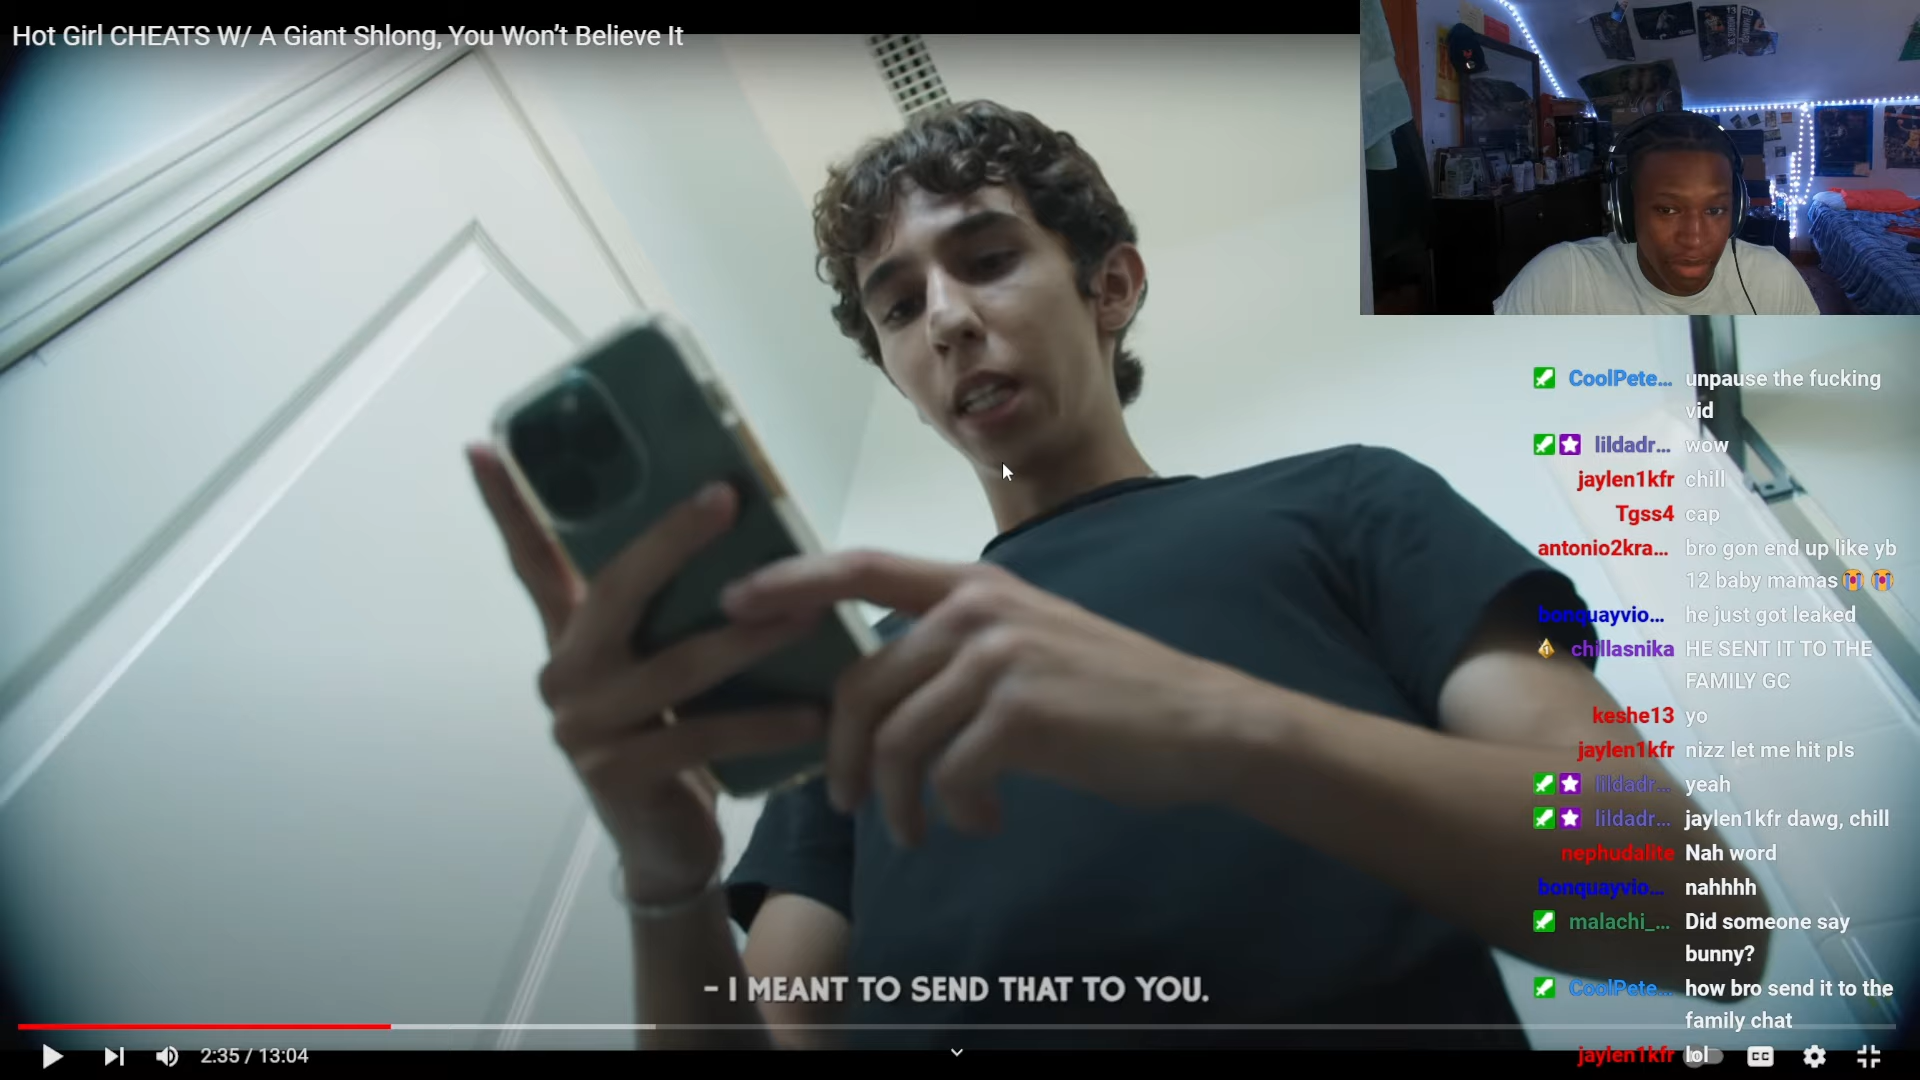 Hot Girl CHEATS W/ A Giant Shlong, You Won't Believe It
CoolPete... unpause the fucking
vid
lildadr... wow
jaylen1kfr chill
Tgss4 cap
antonio2kra... bro gon end up like yb
12 baby mamas 😭 😭
bonquayvio... he just got leaked
chillasnika HE SENT IT TO THE
FAMILY GC
keshe13 yo
jaylen1kfr nizz let me hit pls
lildadr... yeah
lildadr... jaylen1kfr dawg, chill
nephudalite Nah word
bonquayvio... nahhhh
malachi_... Did someone say
bunny?
CoolPete... how bro send it to the
family chat
jaylen1kfr lol
- I MEANT TO SEND THAT TO YOU.
2:35 / 13:04
CC